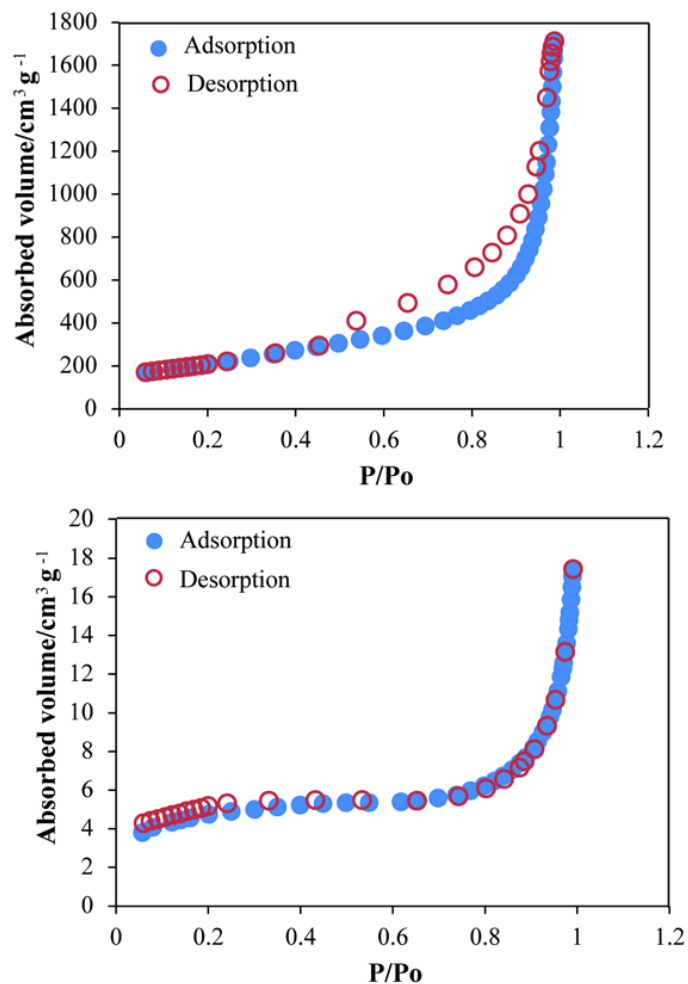 1800
1600
1400
1200
1000
800
600
400
200
0
Absorbed volume/cm³ g⁻¹
Adsorption
Desorption
0 0.2 0.4 0.6 0.8 1 1.2
P/Po
20
18
16
14
12
10
8
6
4
2
0
Absorbed volume/cm³ g⁻¹
Adsorption
Desorption
0 0.2 0.4 0.6 0.8 1 1.2
P/Po